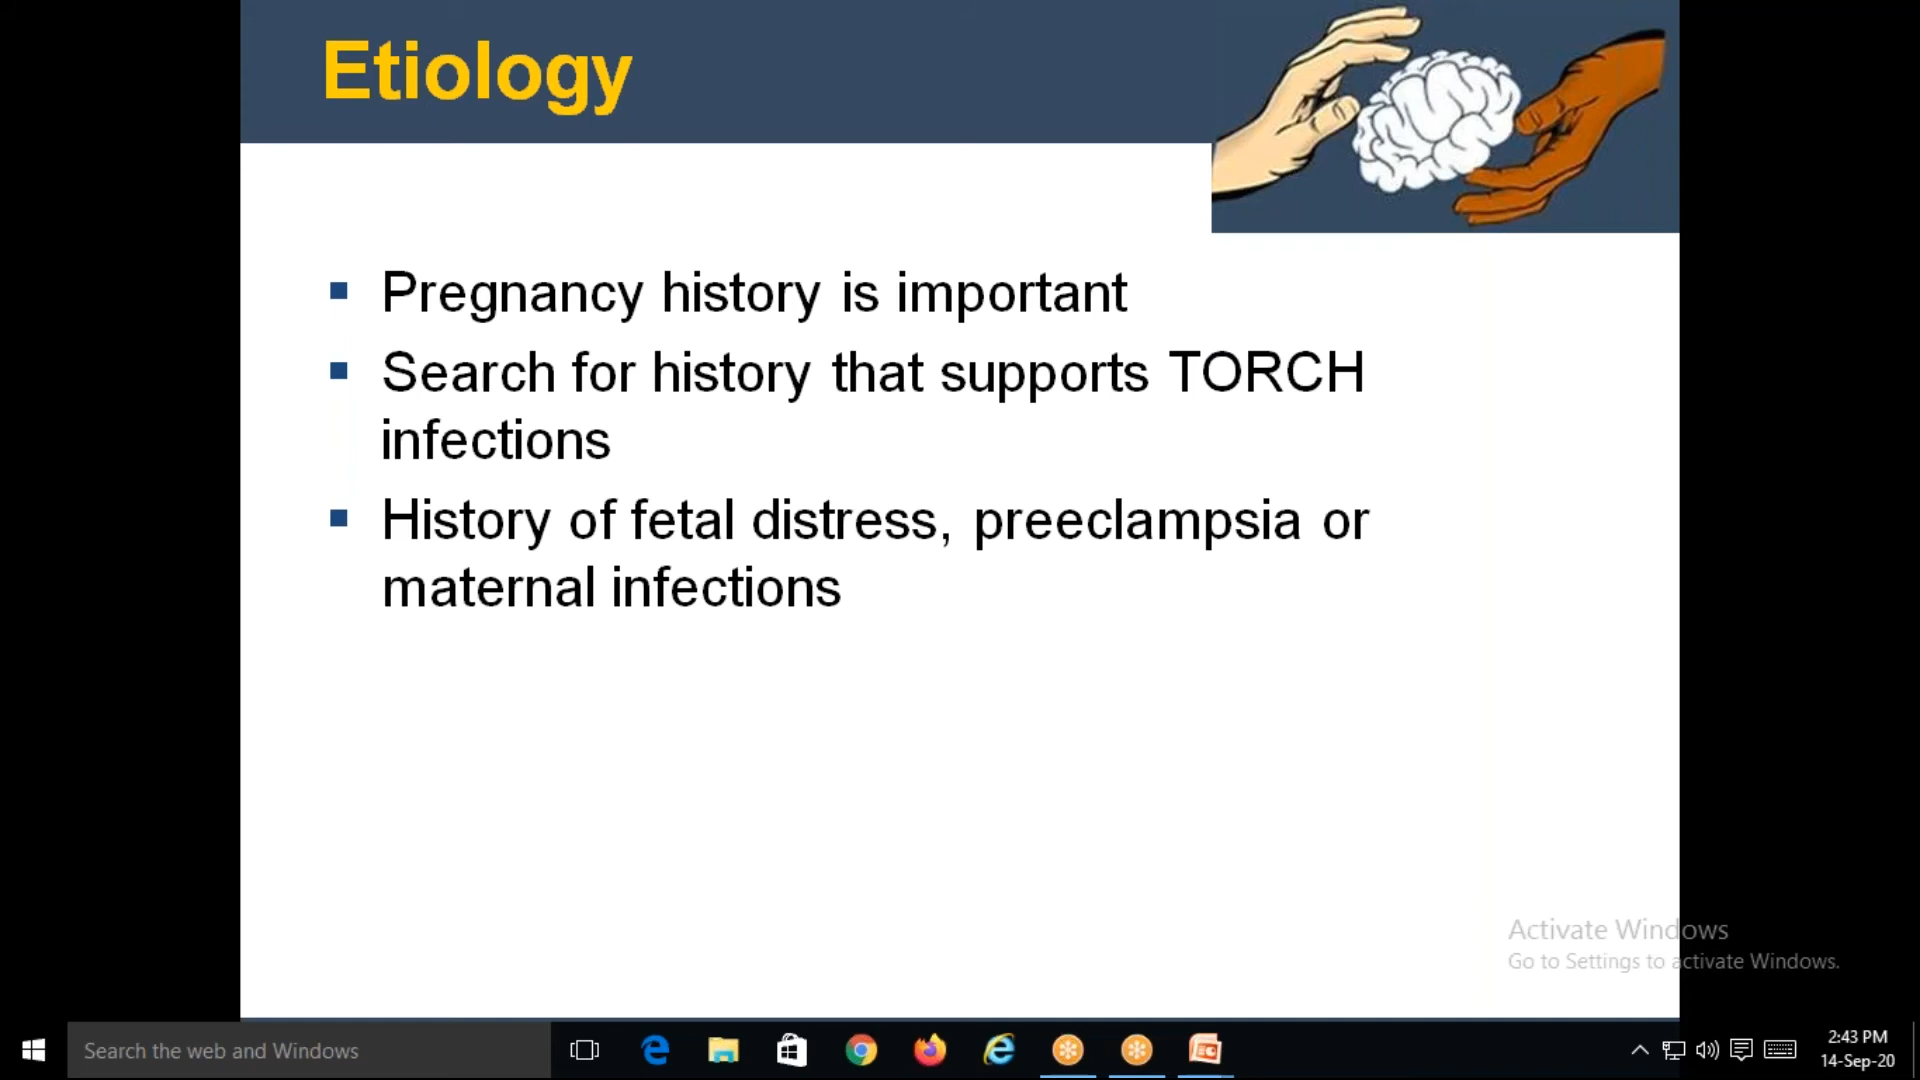 Etiology
Pregnancy history is important
Search for history that supports TORCH
infections
History of fetal distress, preeclampsia or
maternal infections
Activate Windows
Go to Settings to activate Windows.
Search the web and Windows
2:43 PM
14-Sep-20